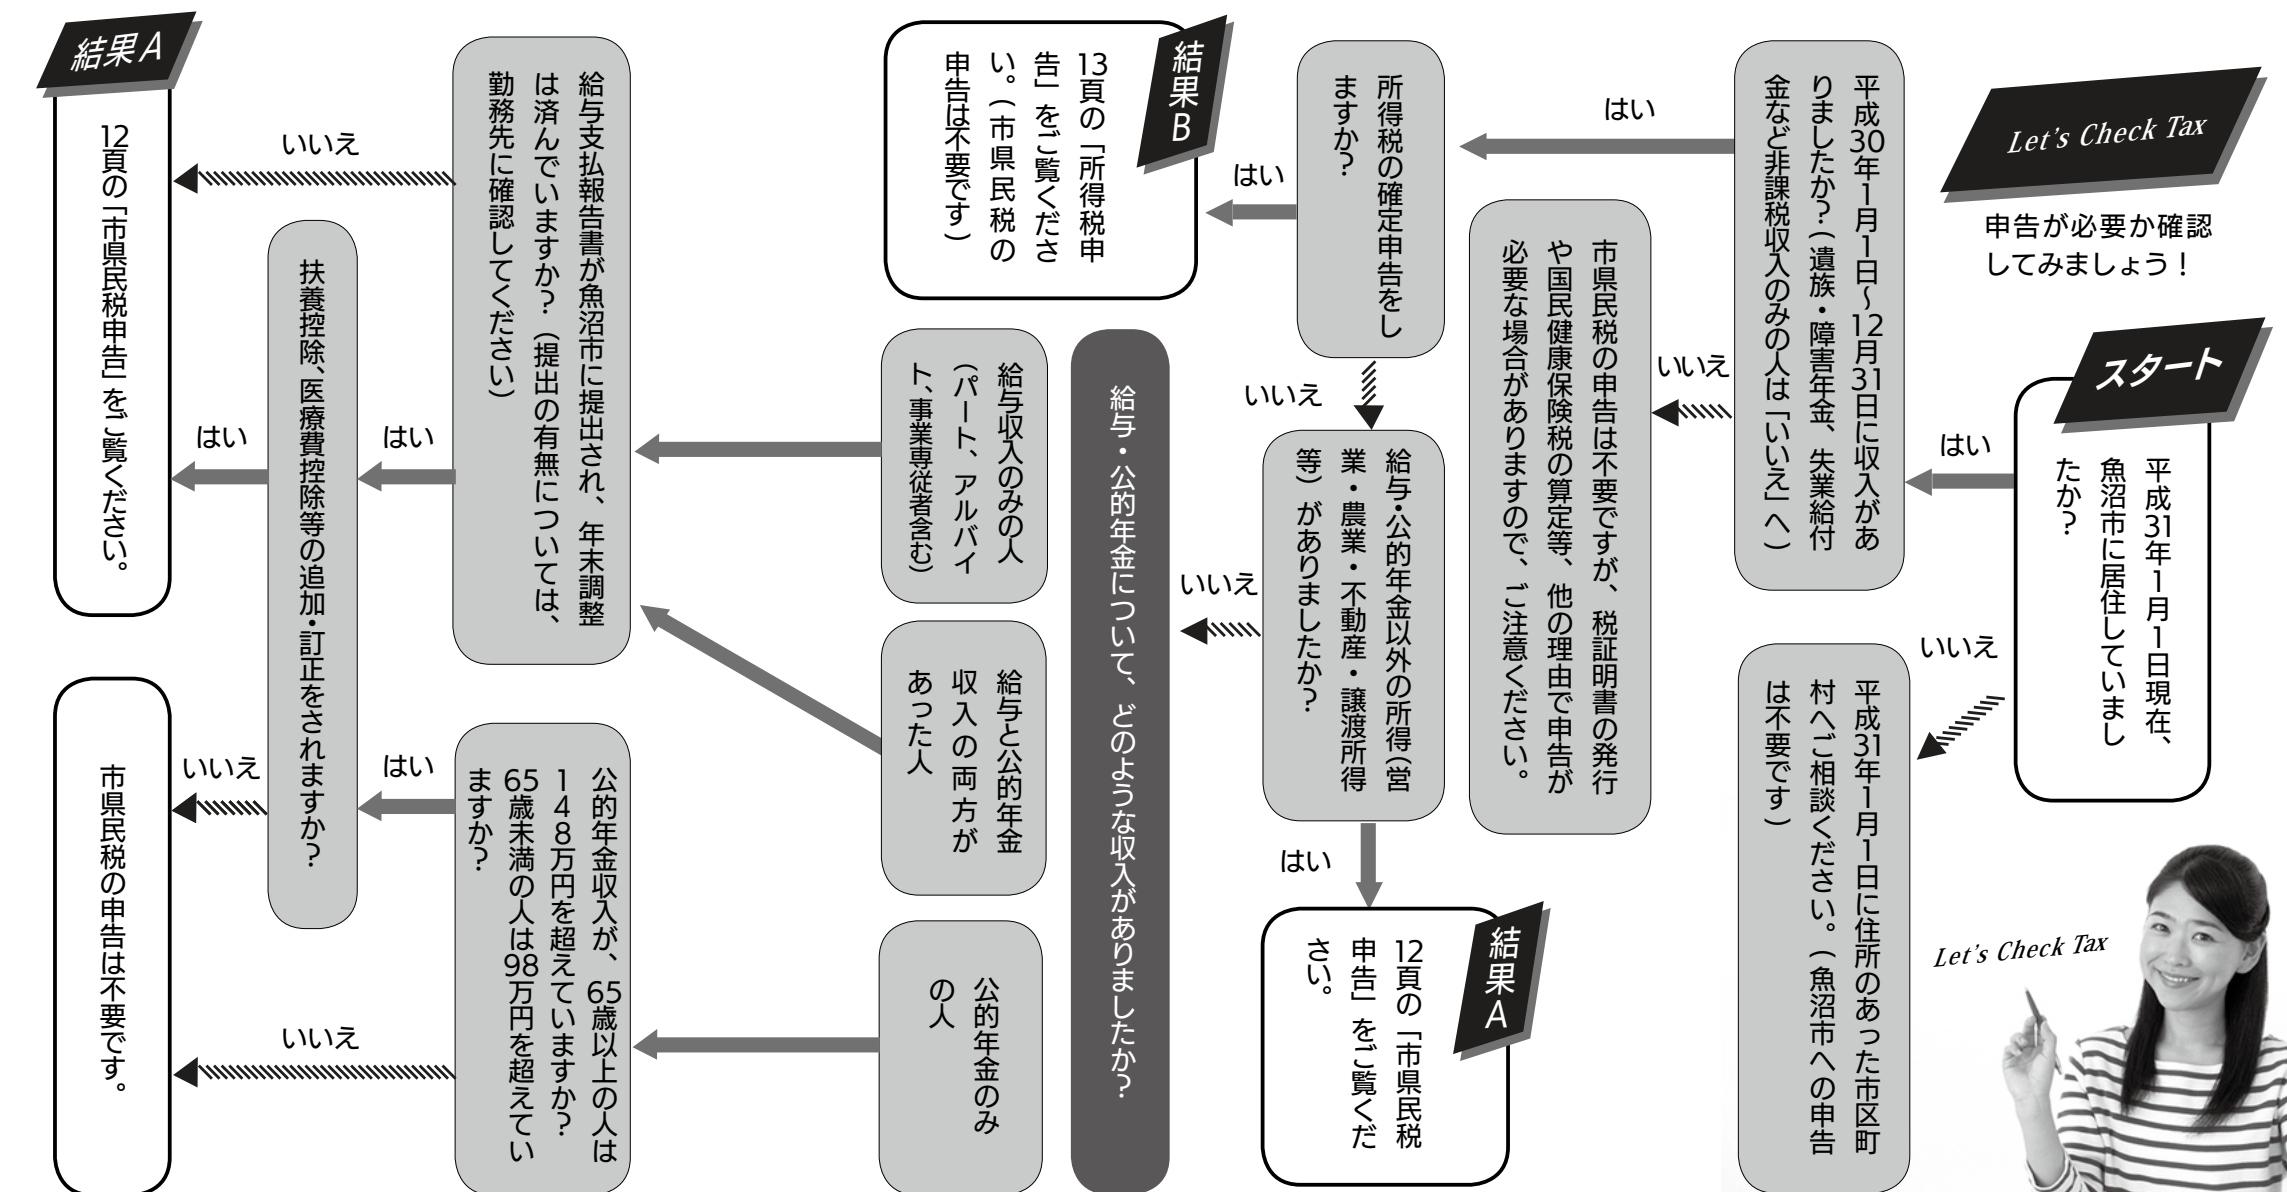 Let's Check Tax
申告が必要か確認
してみましょう！
スタート
平成31年1月1日現在、
魚沼市に居住していまし
たか？
はい
いいえ
平成30年1月1日～12月31日に収入があ
りましたか？（遺族・障害年金、失業給付
金など非課税収入のみの人は「いいえ」へ）
平成31年1月1日に住所のあった市区町
村へご相談ください。（魚沼市への申告
は不要です）
Let's Check Tax
はい
いいえ
市県民税の申告は不要ですが、税証明書の発行
や国民健康保険税の算定等、他の理由で申告が
必要な場合がありますので、ご注意ください。
所得税の確定申告をし
ますか？
はい
いいえ
結果B
13頁の「所得税申
告」をご覧くださ
い。（市県民税の
申告は不要です）
給与・公的年金以外の所得（営
業・農業・不動産・譲渡所得
等）がありましたか？
はい
いいえ
結果A
12頁の「市県民税
申告」をご覧くだ
さい。
給与・公的年金について、どのような収入がありましたか？
給与収入のみの人
（パート、アルバイ
ト、事業専従者含む）
給与と公的年金
収入の両方が
あった人
公的年金のみ
の人
給与支払報告書が魚沼市に提出され、年末調整
は済んでいますか？（提出の有無については、
勤務先に確認してください）
いいえ
はい
公的年金収入が、65歳以上の人は
148万円を超えていますか？
65歳未満の人は98万円を超えてい
ますか？
はい
いいえ
扶養控除、医療費控除等の追加・訂正をされますか？
はい
いいえ
結果A
12頁の「市県民税申告」をご覧ください。
市県民税の申告は不要です。